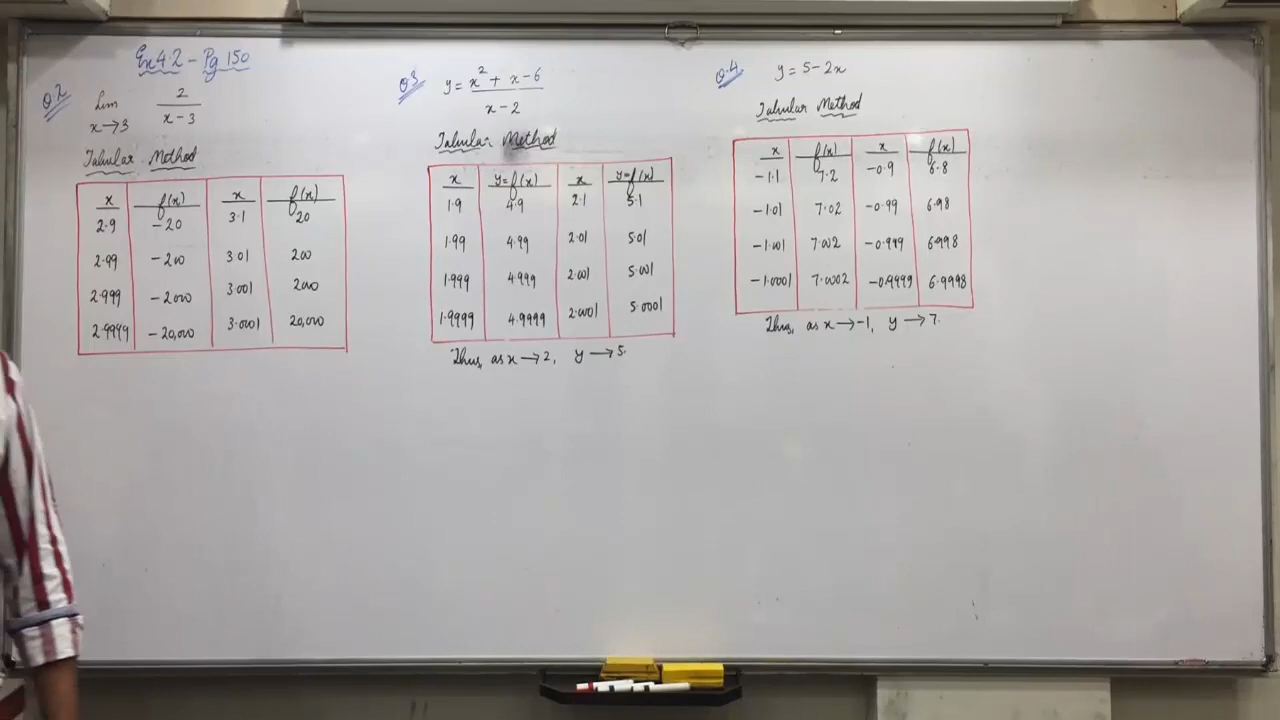 Ex 4.2 - Pg 150
Q2
Lim x→3 2/(x-3)
Tabular Method
x f(x) x f(x)
2.9 -20 3.1 20
2.99 -200 3.01 200
2.999 -2000 3.001 2000
2.9999 -20,000 3.0001 20,000
Q3
y = (x² + x - 6)/(x - 2)
Tabular Method
x y=f(x) x y=f(x)
1.9 4.9 2.1 5.1
1.99 4.99 2.01 5.01
1.999 4.999 2.001 5.001
1.9999 4.9999 2.0001 5.0001
Thus, as x→2, y→5.
Q.4
y = 5-2x
Tabular Method
x f(x) x f(x)
-1.1 7.2 -0.9 6.8
-1.01 7.02 -0.99 6.98
-1.001 7.002 -0.999 6.998
-1.0001 7.0002 -0.9999 6.9998
Thus, as x→-1, y→7.